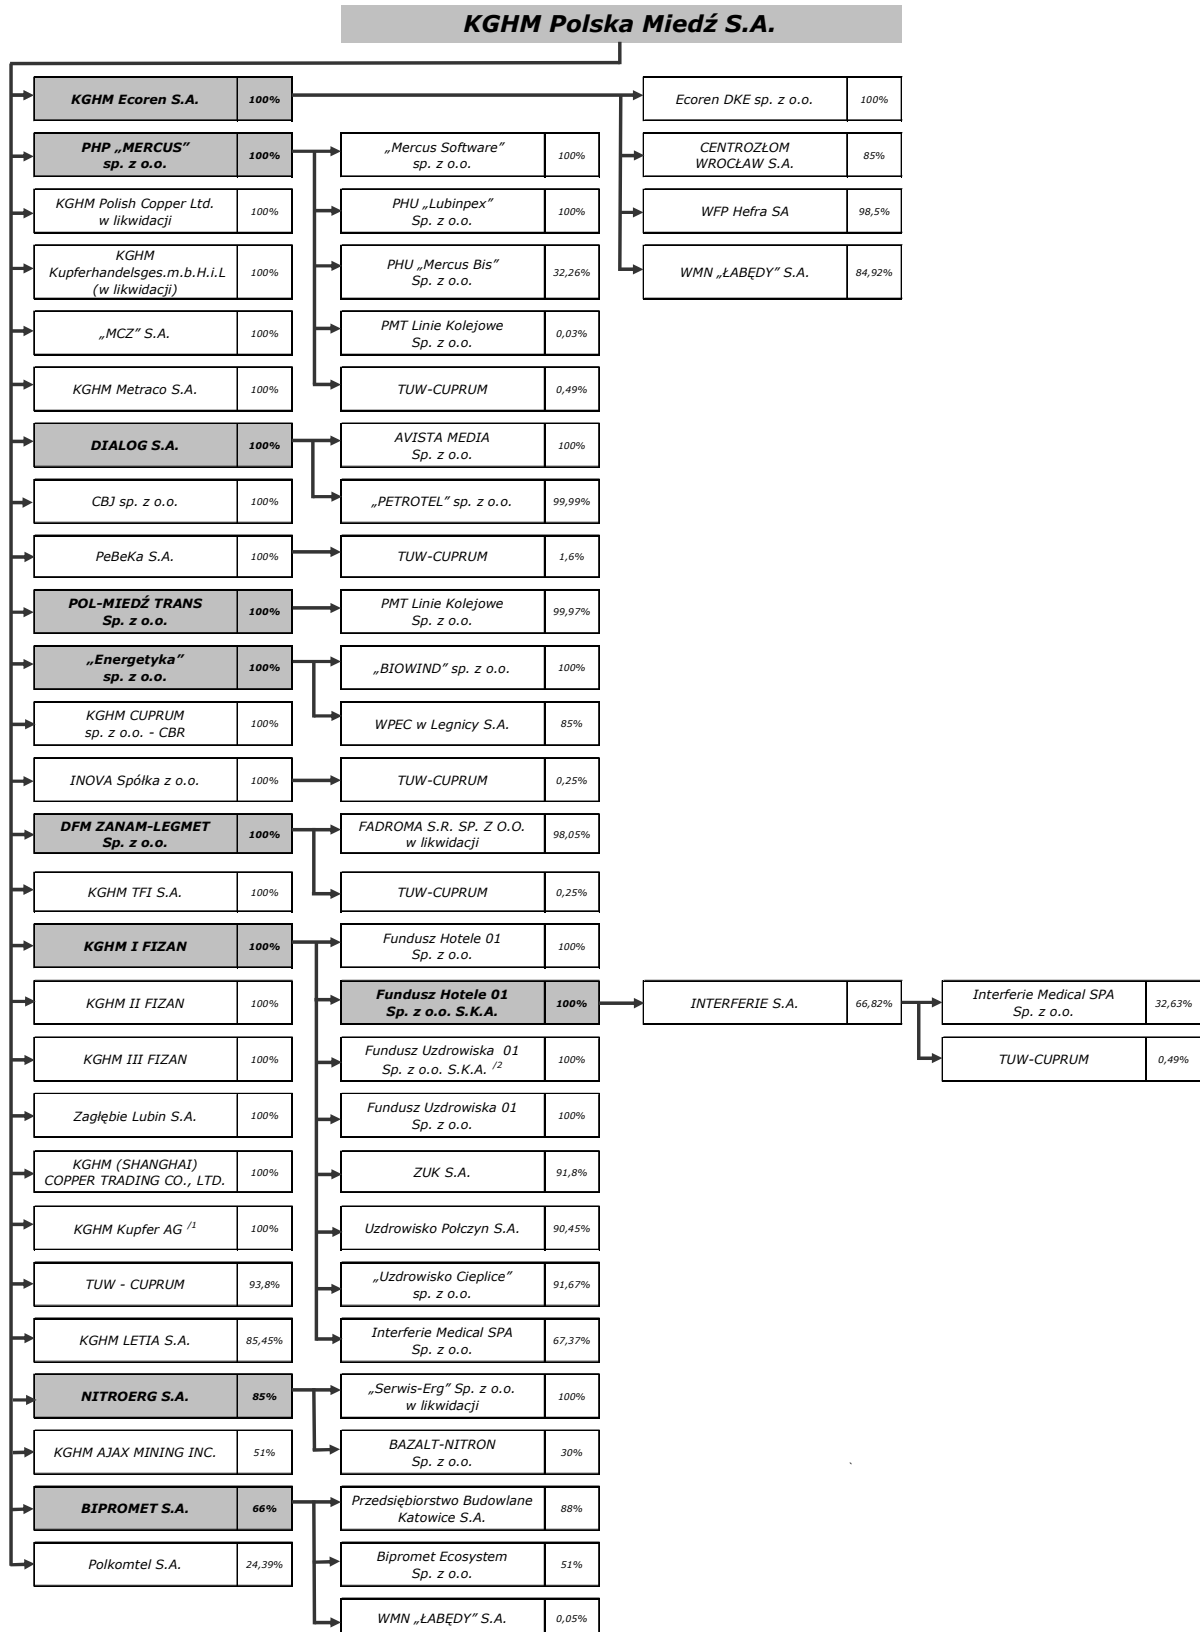 KGHM Polska Miedź S.A.
KGHM Ecoren S.A.
100%
Ecoren DKE sp. z o.o.
100%
PHP „MERCUS”
sp. z o.o.
100%
„Mercus Software”
sp. z o.o.
100%
CENTROZŁOM
WROCŁAW S.A.
85%
KGHM Polish Copper Ltd.
w likwidacji
100%
PHU „Lubinpex”
Sp. z o.o.
100%
WFP Hefra SA
98,5%
KGHM
Kupferhandelsges.m.b.H.i.L
(w likwidacji)
100%
PHU „Mercus Bis”
Sp. z o.o.
32,26%
WMN „ŁABĘDY” S.A.
84,92%
„MCZ” S.A.
100%
PMT Linie Kolejowe
Sp. z o.o.
0,03%
KGHM Metraco S.A.
100%
TUW-CUPRUM
0,49%
DIALOG S.A.
100%
AVISTA MEDIA
Sp. z o.o.
100%
CBJ sp. z o.o.
100%
„PETROTEL” sp. z o.o.
99,99%
PeBeKa S.A.
100%
TUW-CUPRUM
1,6%
POL-MIEDŹ TRANS
Sp. z o.o.
100%
PMT Linie Kolejowe
Sp. z o.o.
99,97%
„Energetyka”
sp. z o.o.
100%
„BIOWIND” sp. z o.o.
100%
KGHM CUPRUM
sp. z o.o. - CBR
100%
WPEC w Legnicy S.A.
85%
INOVA Spółka z o.o.
100%
TUW-CUPRUM
0,25%
DFM ZANAM-LEGMET
Sp. z o.o.
100%
FADROMA S.R. SP. Z O.O.
w likwidacji
98,05%
KGHM TFI S.A.
100%
TUW-CUPRUM
0,25%
KGHM I FIZAN
100%
Fundusz Hotele 01
Sp. z o.o.
100%
KGHM II FIZAN
100%
Fundusz Hotele 01
Sp. z o.o. S.K.A.
100%
INTERFERIE S.A.
66,82%
Interferie Medical SPA
Sp. z o.o.
32,63%
KGHM III FIZAN
100%
Fundusz Uzdrowiska 01
Sp. z o.o. S.K.A. /2
100%
TUW-CUPRUM
0,49%
Zagłębie Lubin S.A.
100%
Fundusz Uzdrowiska 01
Sp. z o.o.
100%
KGHM (SHANGHAI)
COPPER TRADING CO., LTD.
100%
ZUK S.A.
91,8%
KGHM Kupfer AG /1
100%
Uzdrowisko Połczyn S.A.
90,45%
TUW - CUPRUM
93,8%
„Uzdrowisko Cieplice”
sp. z o.o.
91,67%
KGHM LETIA S.A.
85,45%
Interferie Medical SPA
Sp. z o.o.
67,37%
NITROERG S.A.
85%
„Serwis-Erg” Sp. z o.o.
w likwidacji
100%
KGHM AJAX MINING INC.
51%
BAZALT-NITRON
Sp. z o.o.
30%
BIPROMET S.A.
66%
Przedsiębiorstwo Budowlane
Katowice S.A.
88%
Polkomtel S.A.
24,39%
Bipromet Ecosystem
Sp. z o.o.
51%
WMN „ŁABĘDY” S.A.
0,05%